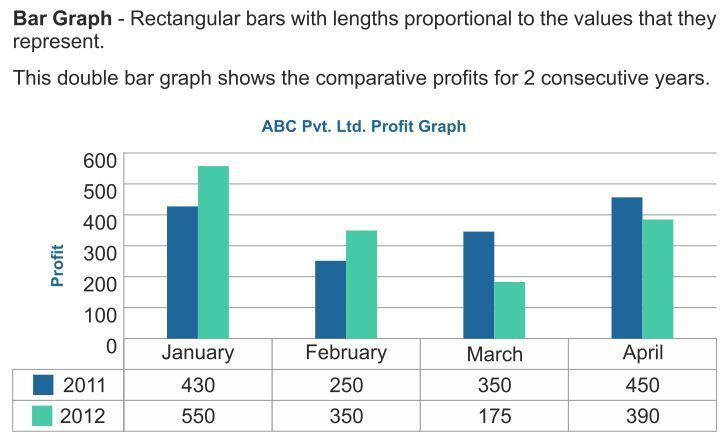 Bar Graph - Rectangular bars with lengths proportional to the values that they
represent.
This double bar graph shows the comparative profits for 2 consecutive years.
ABC Pvt. Ltd. Profit Graph
Profit
600
500
400
300
200
100
0
January February March April
2011 430 250 350 450
2012 550 350 175 390